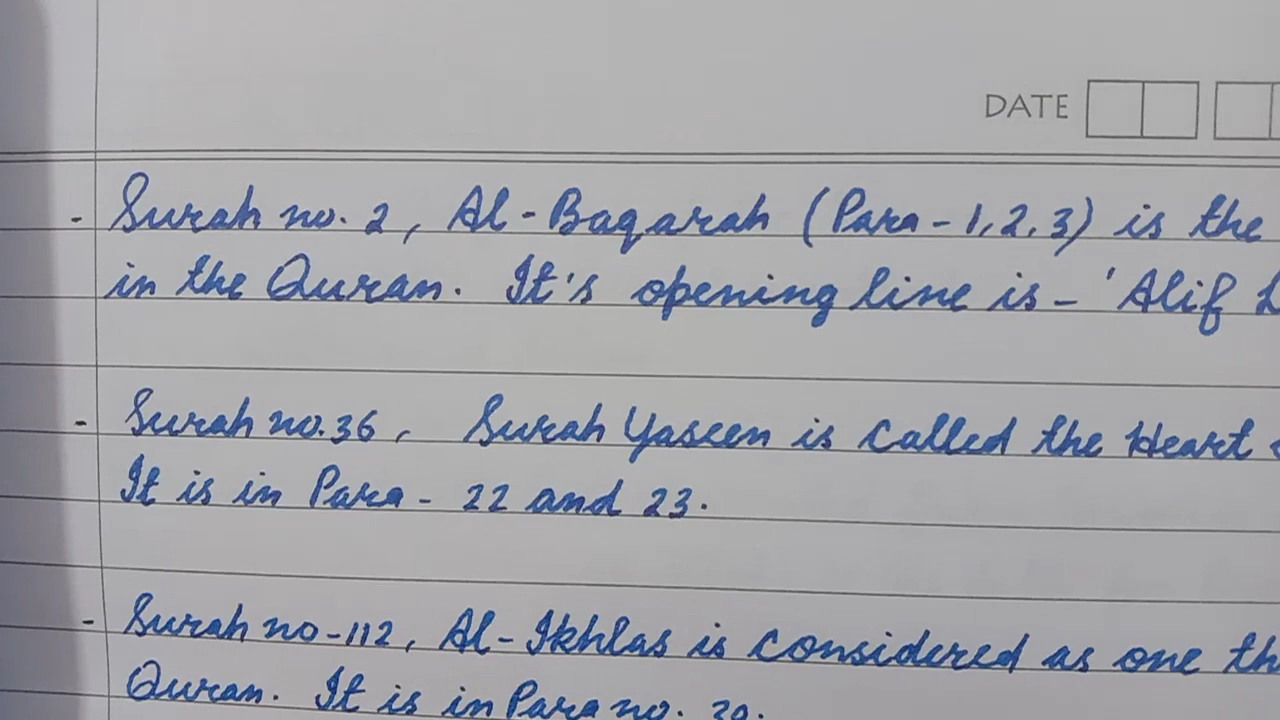 DATE
- Surah no. 2, Al-Baqarah (Para-1,2,3) is the
in the Quran. It's opening line is - 'Alif
- Surah no.36, Surah Yaseen is called the Heart
It is in Para - 22 and 23.
- Surah no-112, Al-Ikhlas is considered as one
Quran. It is in Para no. 30.